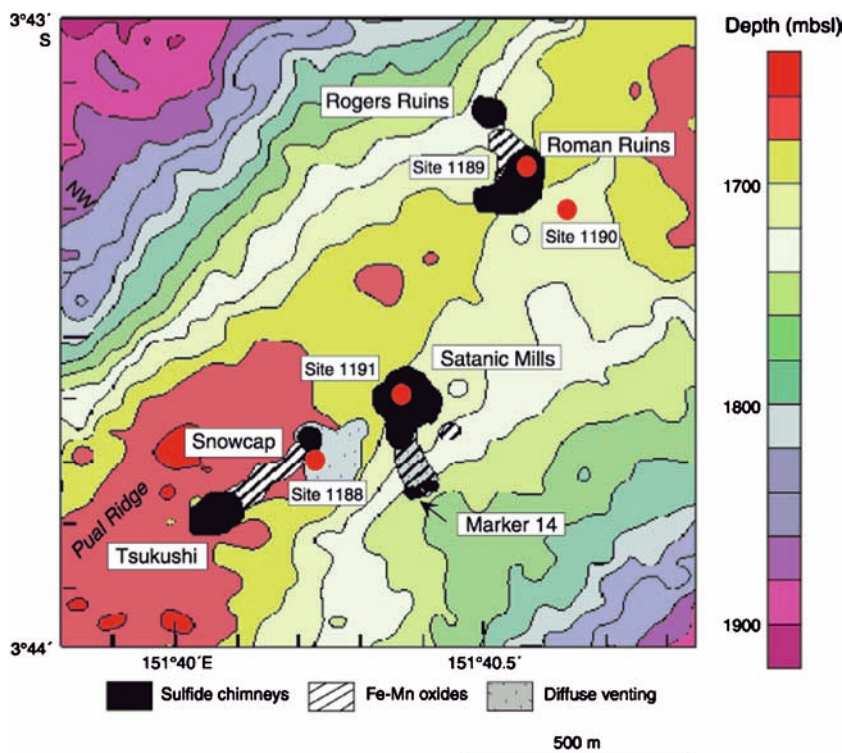 3°43´
S
Depth (mbsl)
Rogers Ruins
Roman Ruins
Site 1189
NW
1700
Site 1190
Satanic Mills
Site 1191
1800
Snowcap
Site 1188
Pual Ridge
Marker 14
Tsukushi
1900
3°44´
151°40´E
151°40.5´
Sulfide chimneys
Fe-Mn oxides
Diffuse venting
500 m